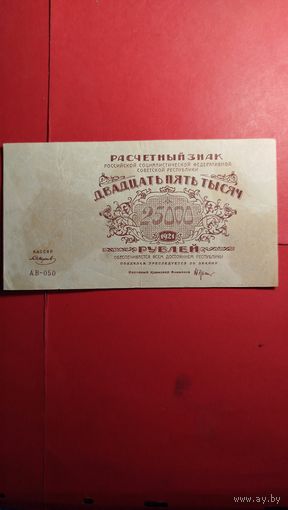 РАСЧЕТНЫЙ ЗНАК
РОССИЙСКОЙ СОЦИАЛИСТИЧЕСКОЙ ФЕДЕРАТИВНОЙ
СОВЕТСКОЙ РЕСПУБЛИКИ
ДВАДЦАТЬ ПЯТЬ ТЫСЯЧ
25000
1921
РУБЛЕЙ
ОБЕСПЕЧИВАЕТСЯ ВСЕМ ДОСТОЯНИЕМ РЕСПУБЛИКИ
ПОДДЕЛКА ПРЕСЛЕДУЕТСЯ ПО ЗАКОНУ
Народный Комиссар Финансов
КАССИР
АВ-050
www.ay.by